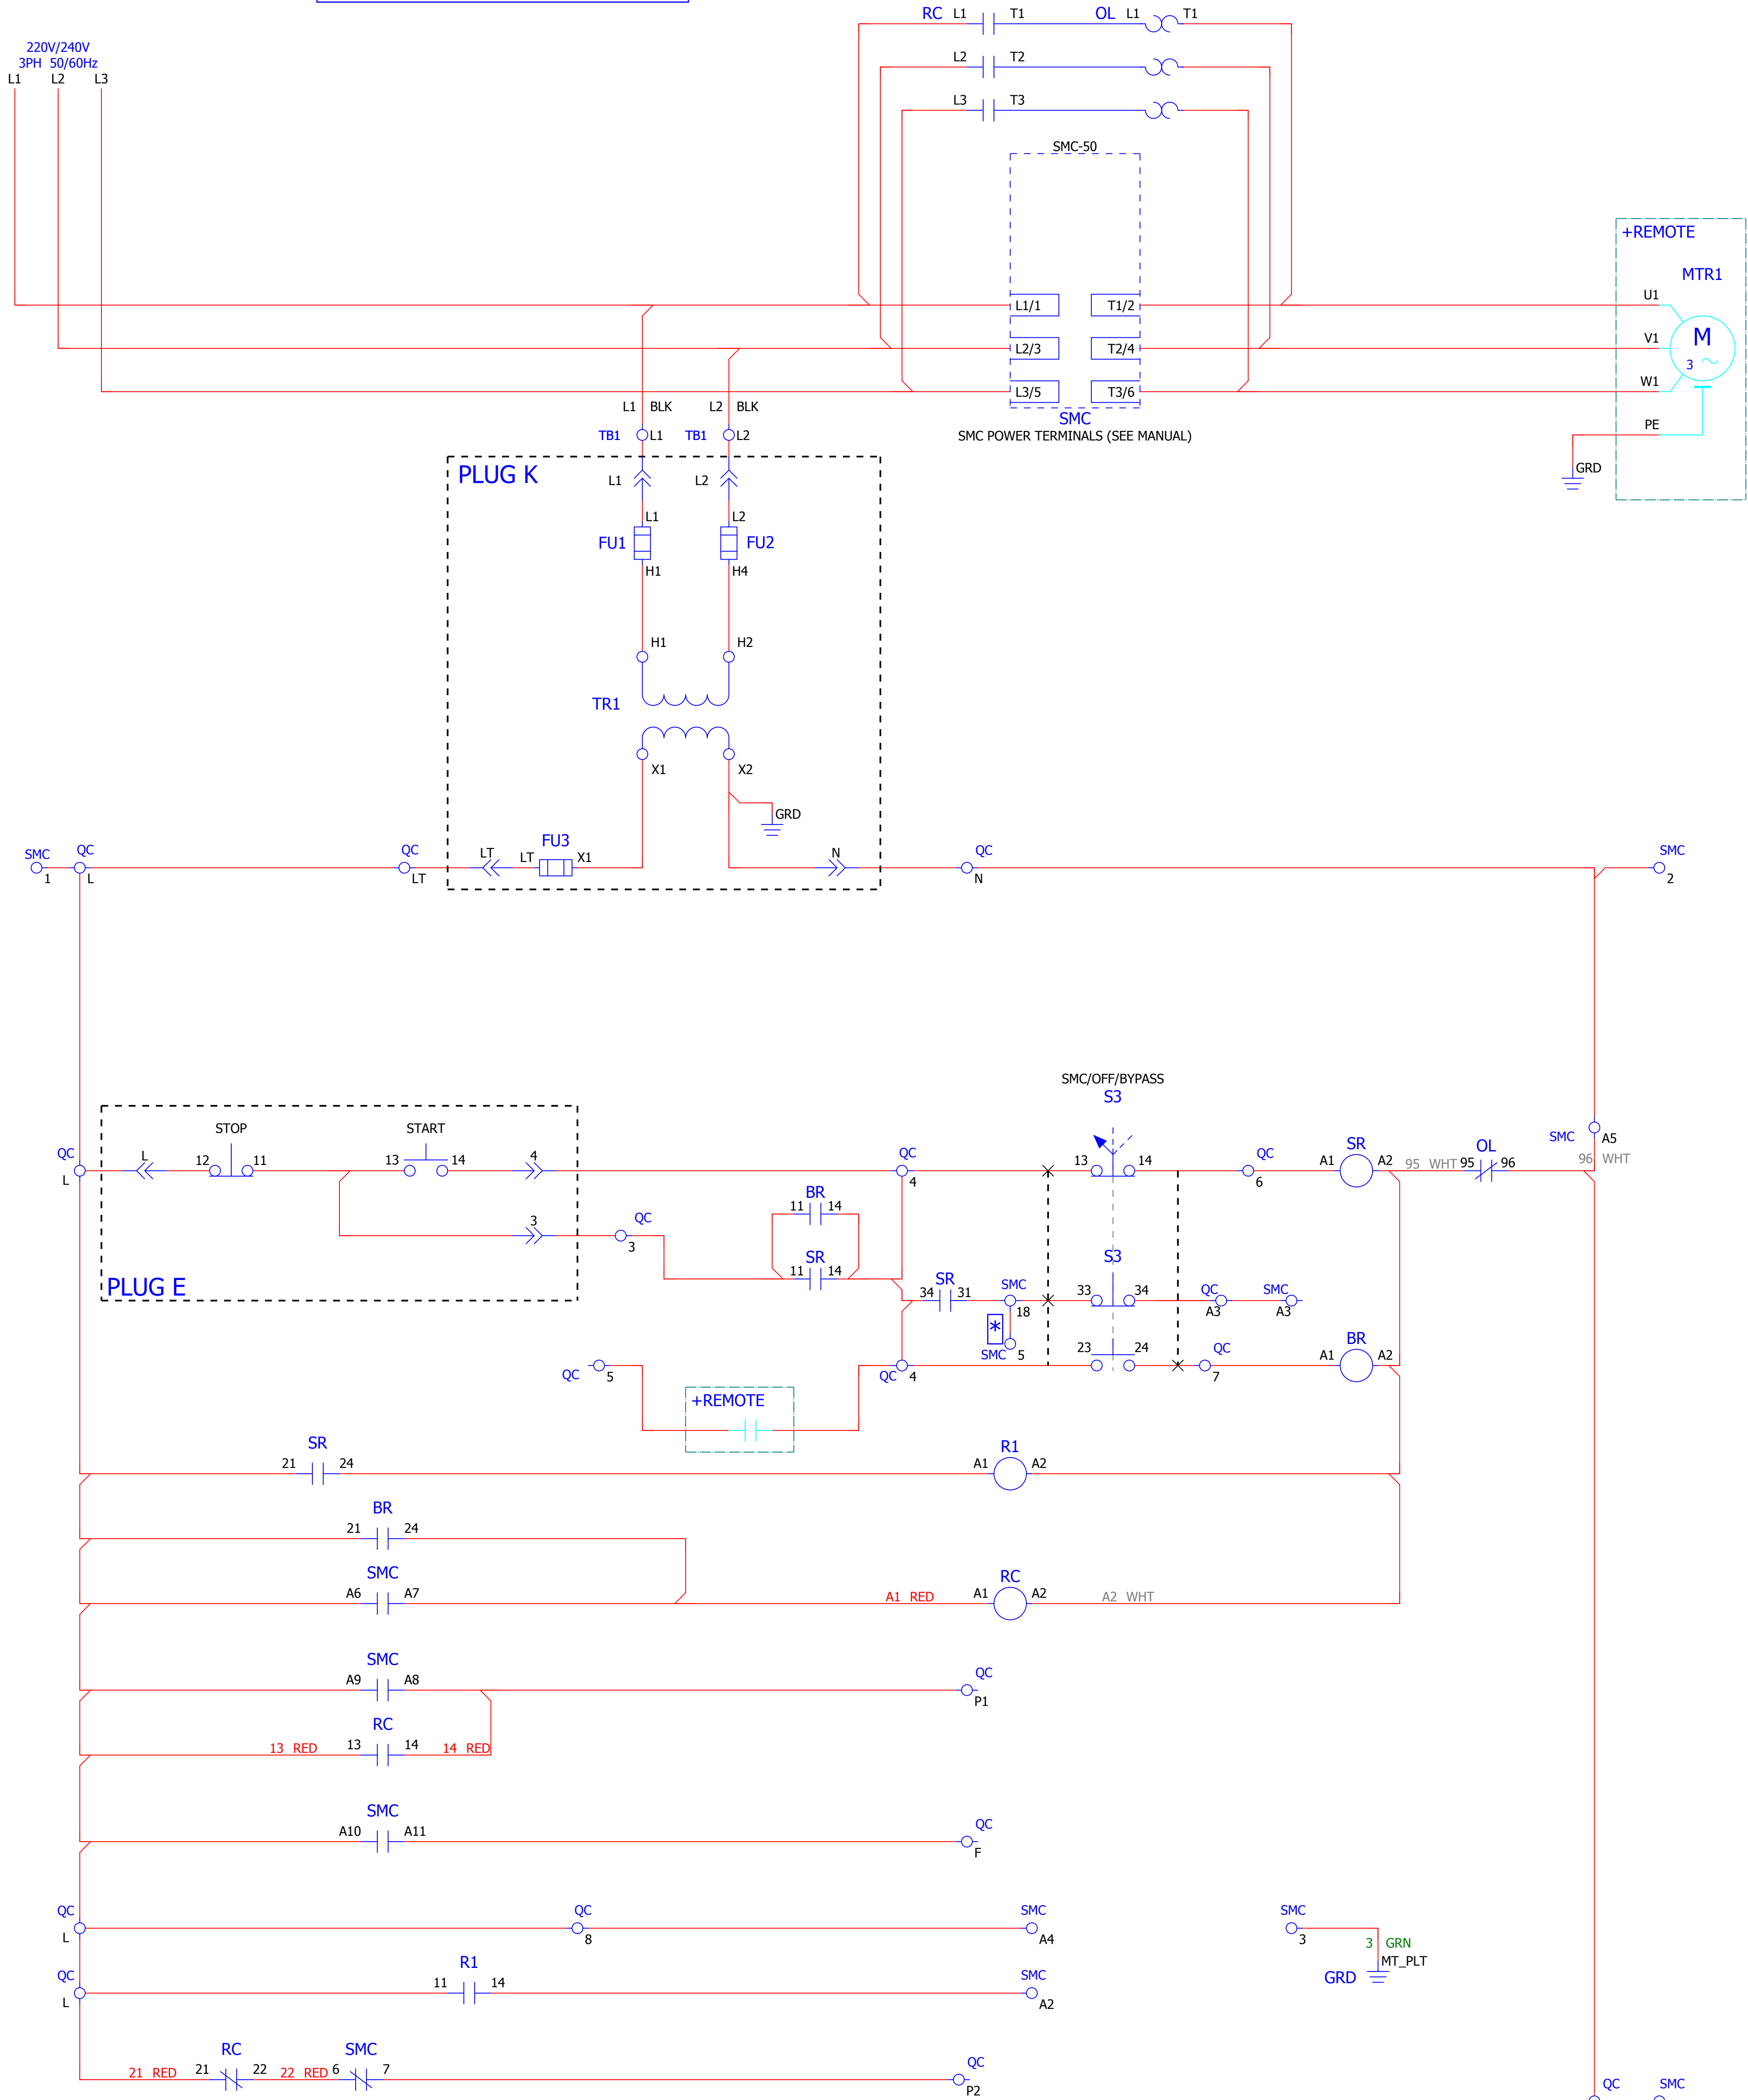 RC L1 T1 OL L1 T1
220V/240V
3PH 50/60Hz
L2 T2
L1 L2 L3
L3 T3
SMC-50
+REMOTE
MTR1
U1
L1/1 T1/2
V1 M
L2/3 T2/4
3
W1
L3/5 T3/6
L1 BLK L2 BLK
SMC
PE
TB1 L1 TB1 L2
SMC POWER TERMINALS (SEE MANUAL)
PLUG K
GRD
L1 L2
L1 L2
FU1 FU2
H1 H4
H1 H2
TR1
X1 X2
GRD
FU3
SMC QC QC LT LT X1 N QC SMC
1 L LT N 2
SMC/OFF/BYPASS
S3
STOP START
SMC A5
QC L 12 11 13 14 4 QC 13 14 QC SR OL
A1 A2 95 WHT 95 96 96 WHT
L 4 6
BR
11 14
3 QC
3
SR S3
11 14
SR
PLUG E
34 31 SMC 33 34 QC SMC
18 A3 A3
*
SMC 5
23 24 QC BR
A1 A2
QC 5 QC 4 7
+REMOTE
SR R1
21 24 A1 A2
BR
21 24
SMC RC
A6 A7 A1 RED A1 A2 A2 WHT
SMC
A9 A8 QC
P1
RC
13 RED 13 14 14 RED
SMC
A10 A11 QC
F
QC QC SMC SMC
L 8 A4 3
3 GRN
MT_PLT
GRD
QC R1 SMC
L 11 14 A2
RC SMC
21 RED 21 22 22 RED 6 7 QC
P2
QC SMC